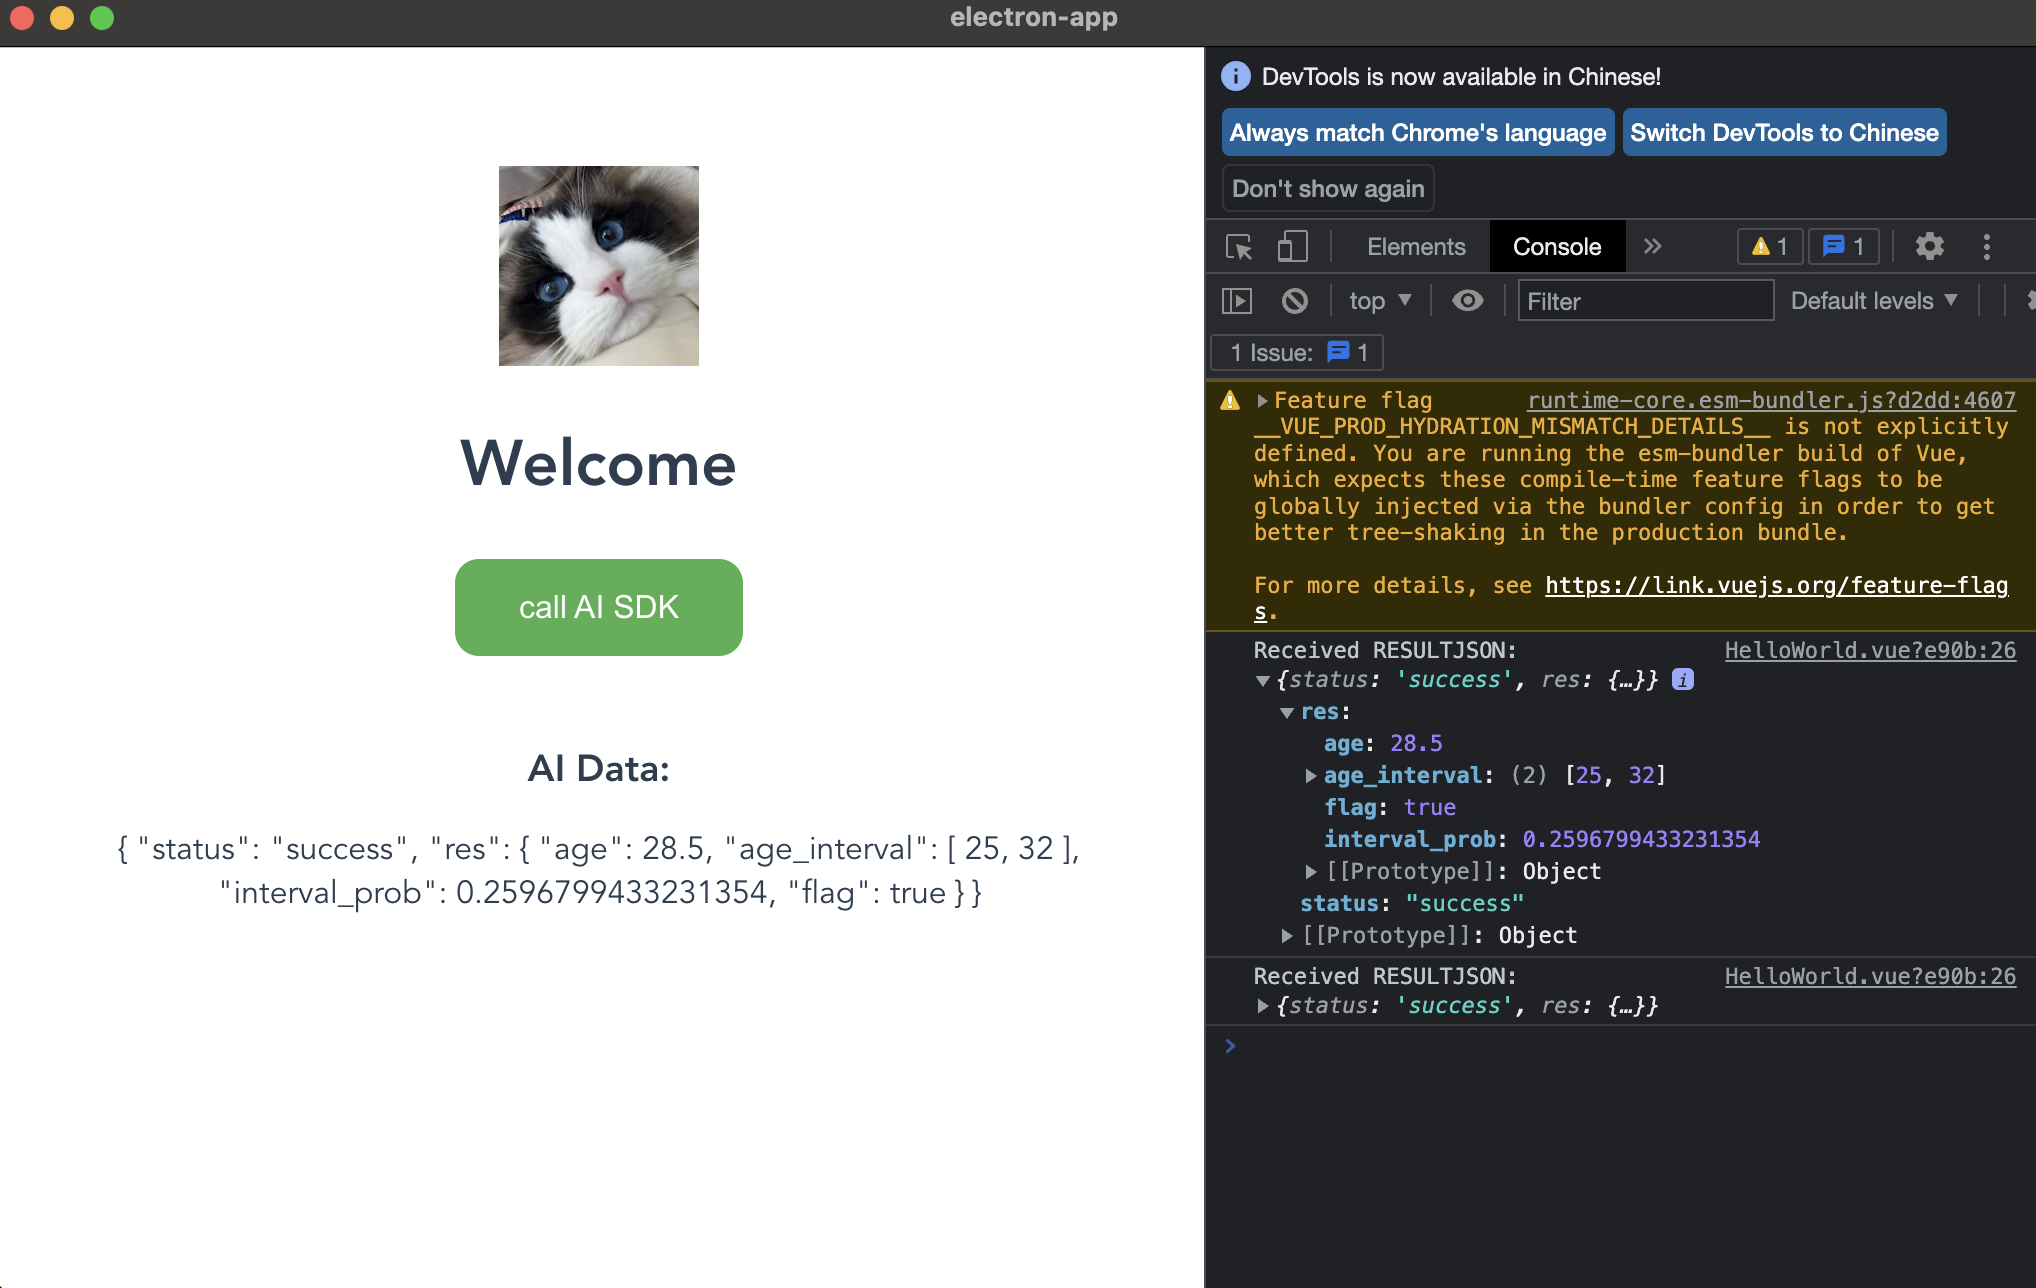 electron-app
Welcome
call AI SDK
AI Data:
{ "status": "success", "res": { "age": 28.5, "age_interval": [ 25, 32 ],
"interval_prob": 0.2596799433231354, "flag": true } }
DevTools is now available in Chinese!
Always match Chrome's language Switch DevTools to Chinese
Don't show again
Elements Console » 1 1
top Filter Default levels
1 Issue: 1
Feature flag runtime-core.esm-bundler.js?d2dd:4607
__VUE_PROD_HYDRATION_MISMATCH_DETAILS__ is not explicitly
defined. You are running the esm-bundler build of Vue,
which expects these compile-time feature flags to be
globally injected via the bundler config in order to get
better tree-shaking in the production bundle.
For more details, see https://link.vuejs.org/feature-flag
s.
Received RESULTJSON: HelloWorld.vue?e90b:26
{status: 'success', res: {…}} i
res:
age: 28.5
age_interval: (2) [25, 32]
flag: true
interval_prob: 0.2596799433231354
[[Prototype]]: Object
status: "success"
[[Prototype]]: Object
Received RESULTJSON: HelloWorld.vue?e90b:26
{status: 'success', res: {…}}